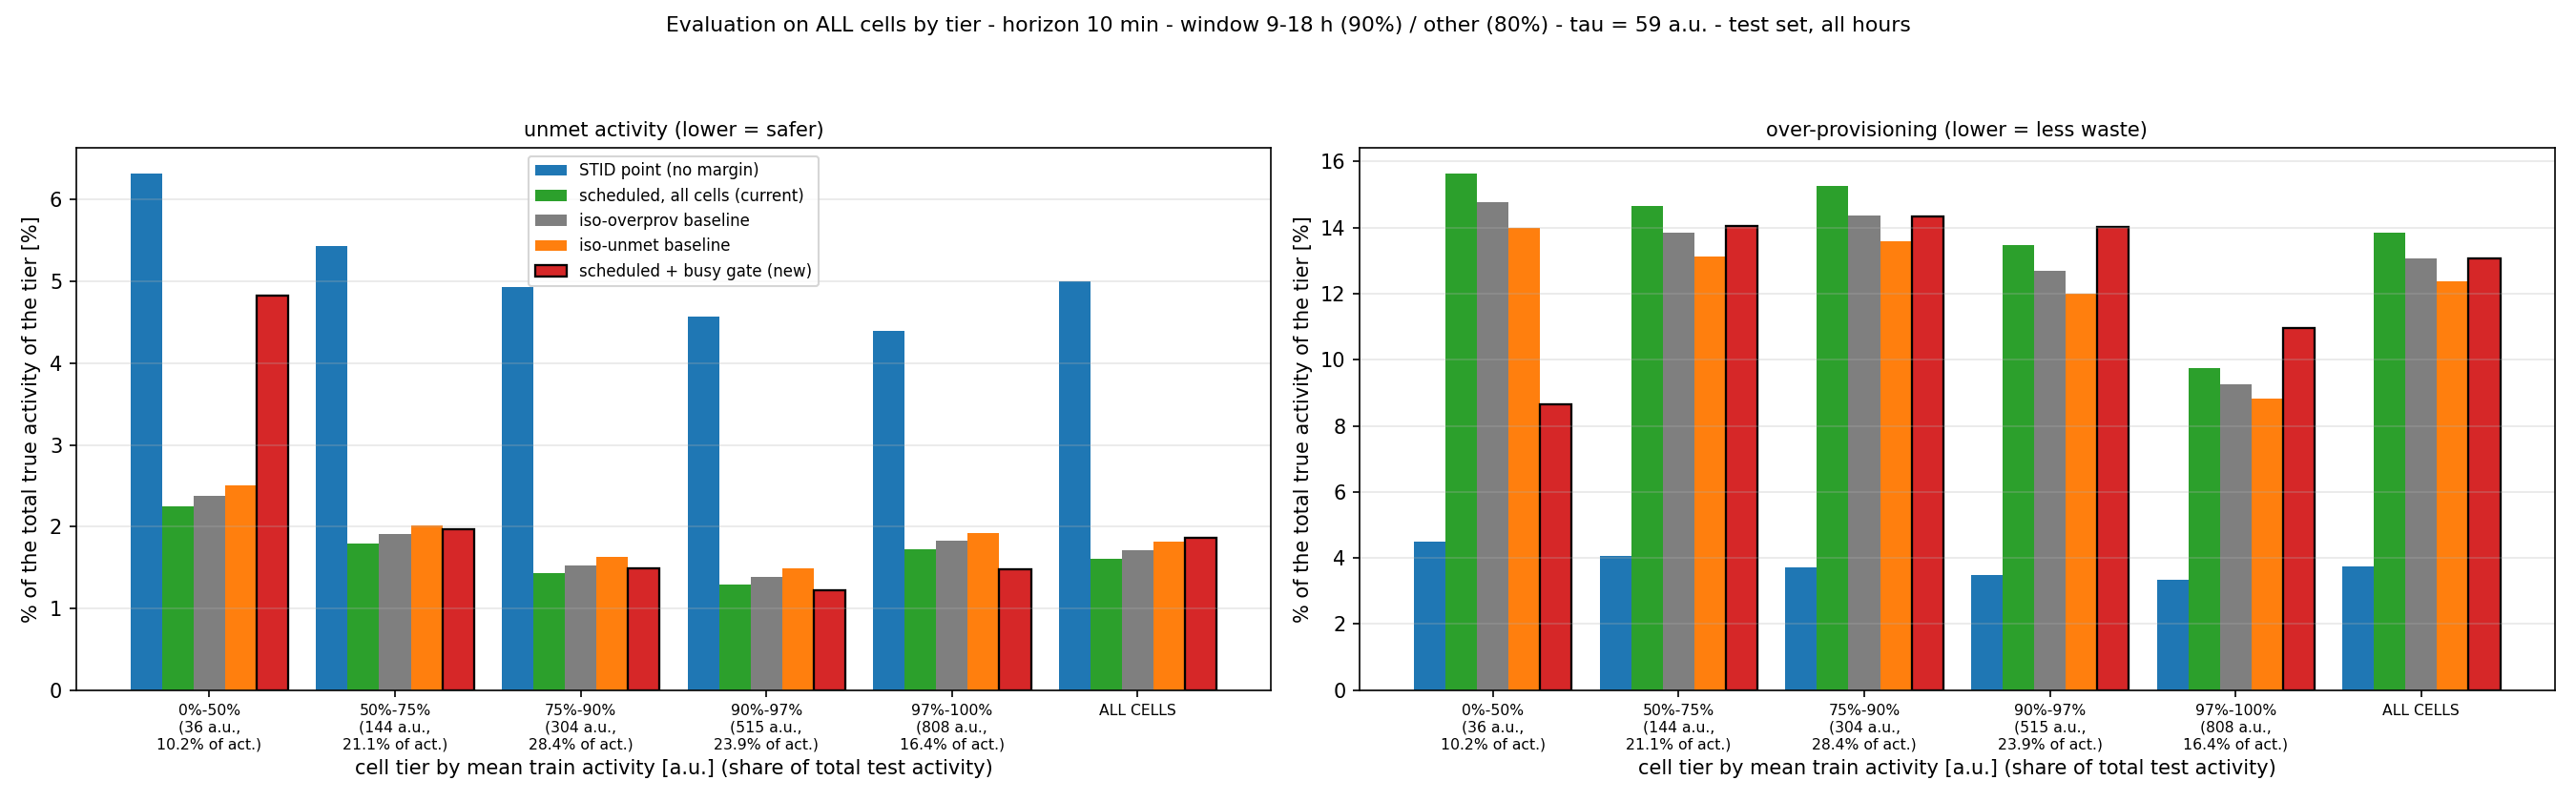 Evaluation on ALL cells by tier - horizon 10 min - window 9-18 h (90%) / other (80%) - tau = 59 a.u. - test set, all hours
unmet activity (lower = safer)
% of the total true activity of the tier [%]
6
5
4
3
2
1
0
STID point (no margin)
scheduled, all cells (current)
iso-overprov baseline
iso-unmet baseline
scheduled + busy gate (new)
0%-50%
(36 a.u.,
10.2% of act.)
50%-75%
(144 a.u.,
21.1% of act.)
75%-90%
(304 a.u.,
28.4% of act.)
90%-97%
(515 a.u.,
23.9% of act.)
97%-100%
(808 a.u.,
16.4% of act.)
ALL CELLS
cell tier by mean train activity [a.u.] (share of total test activity)
over-provisioning (lower = less waste)
% of the total true activity of the tier [%]
16
14
12
10
8
6
4
2
0
0%-50%
(36 a.u.,
10.2% of act.)
50%-75%
(144 a.u.,
21.1% of act.)
75%-90%
(304 a.u.,
28.4% of act.)
90%-97%
(515 a.u.,
23.9% of act.)
97%-100%
(808 a.u.,
16.4% of act.)
ALL CELLS
cell tier by mean train activity [a.u.] (share of total test activity)